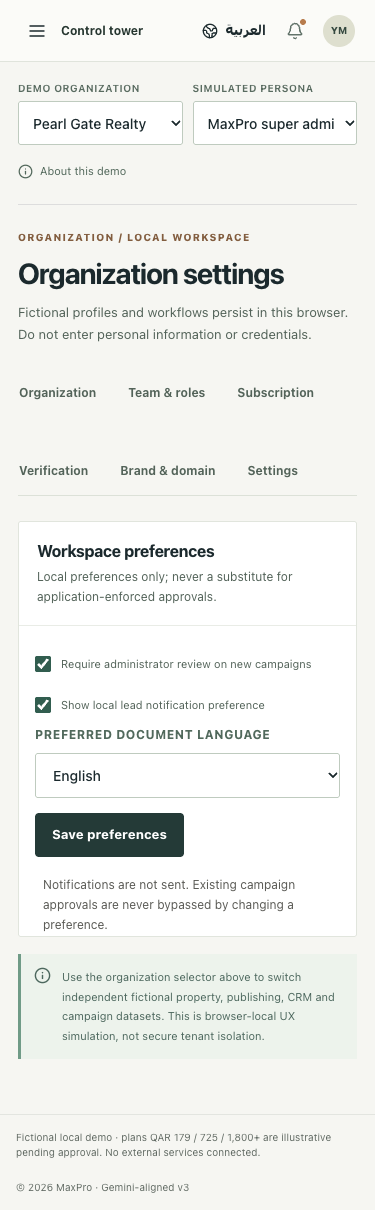 Control tower
العربية
YM
DEMO ORGANIZATION
SIMULATED PERSONA
Pearl Gate Realty
MaxPro super admi
About this demo
ORGANIZATION / LOCAL WORKSPACE
Organization settings
Fictional profiles and workflows persist in this browser.
Do not enter personal information or credentials.
Organization Team & roles Subscription
Verification Brand & domain Settings
Workspace preferences
Local preferences only; never a substitute for
application-enforced approvals.
Require administrator review on new campaigns
Show local lead notification preference
PREFERRED DOCUMENT LANGUAGE
English
Save preferences
Notifications are not sent. Existing campaign
approvals are never bypassed by changing a
preference.
Use the organization selector above to switch
independent fictional property, publishing, CRM and
campaign datasets. This is browser-local UX
simulation, not secure tenant isolation.
Fictional local demo · plans QAR 179 / 725 / 1,800+ are illustrative
pending approval. No external services connected.
© 2026 MaxPro · Gemini-aligned v3